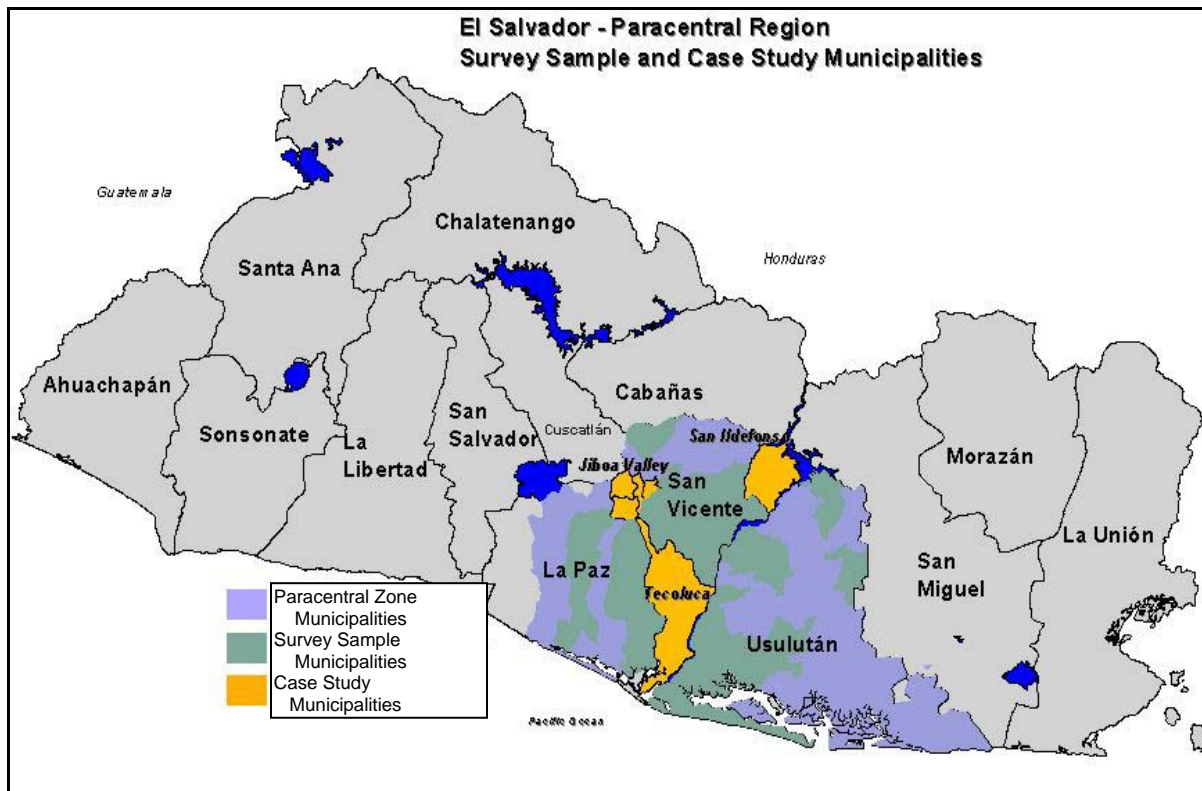 El Salvador - Paracentral Region
Survey Sample and Case Study Municipalities
Guatemala
Chalatenango
Honduras
Santa Ana
Ahuachapán
Cabañas
San
Salvador
Cuscatlán
San Ildefonso
Sonsonate
La
Libertad
Morazán
Jiboa Valley
San
Vicente
La Unión
San
Miguel
La Paz
Tecoluca
Usulután
Paracentral Zone
Municipalities
Survey Sample
Municipalities
Case Study
Municipalities
Pacific Ocean